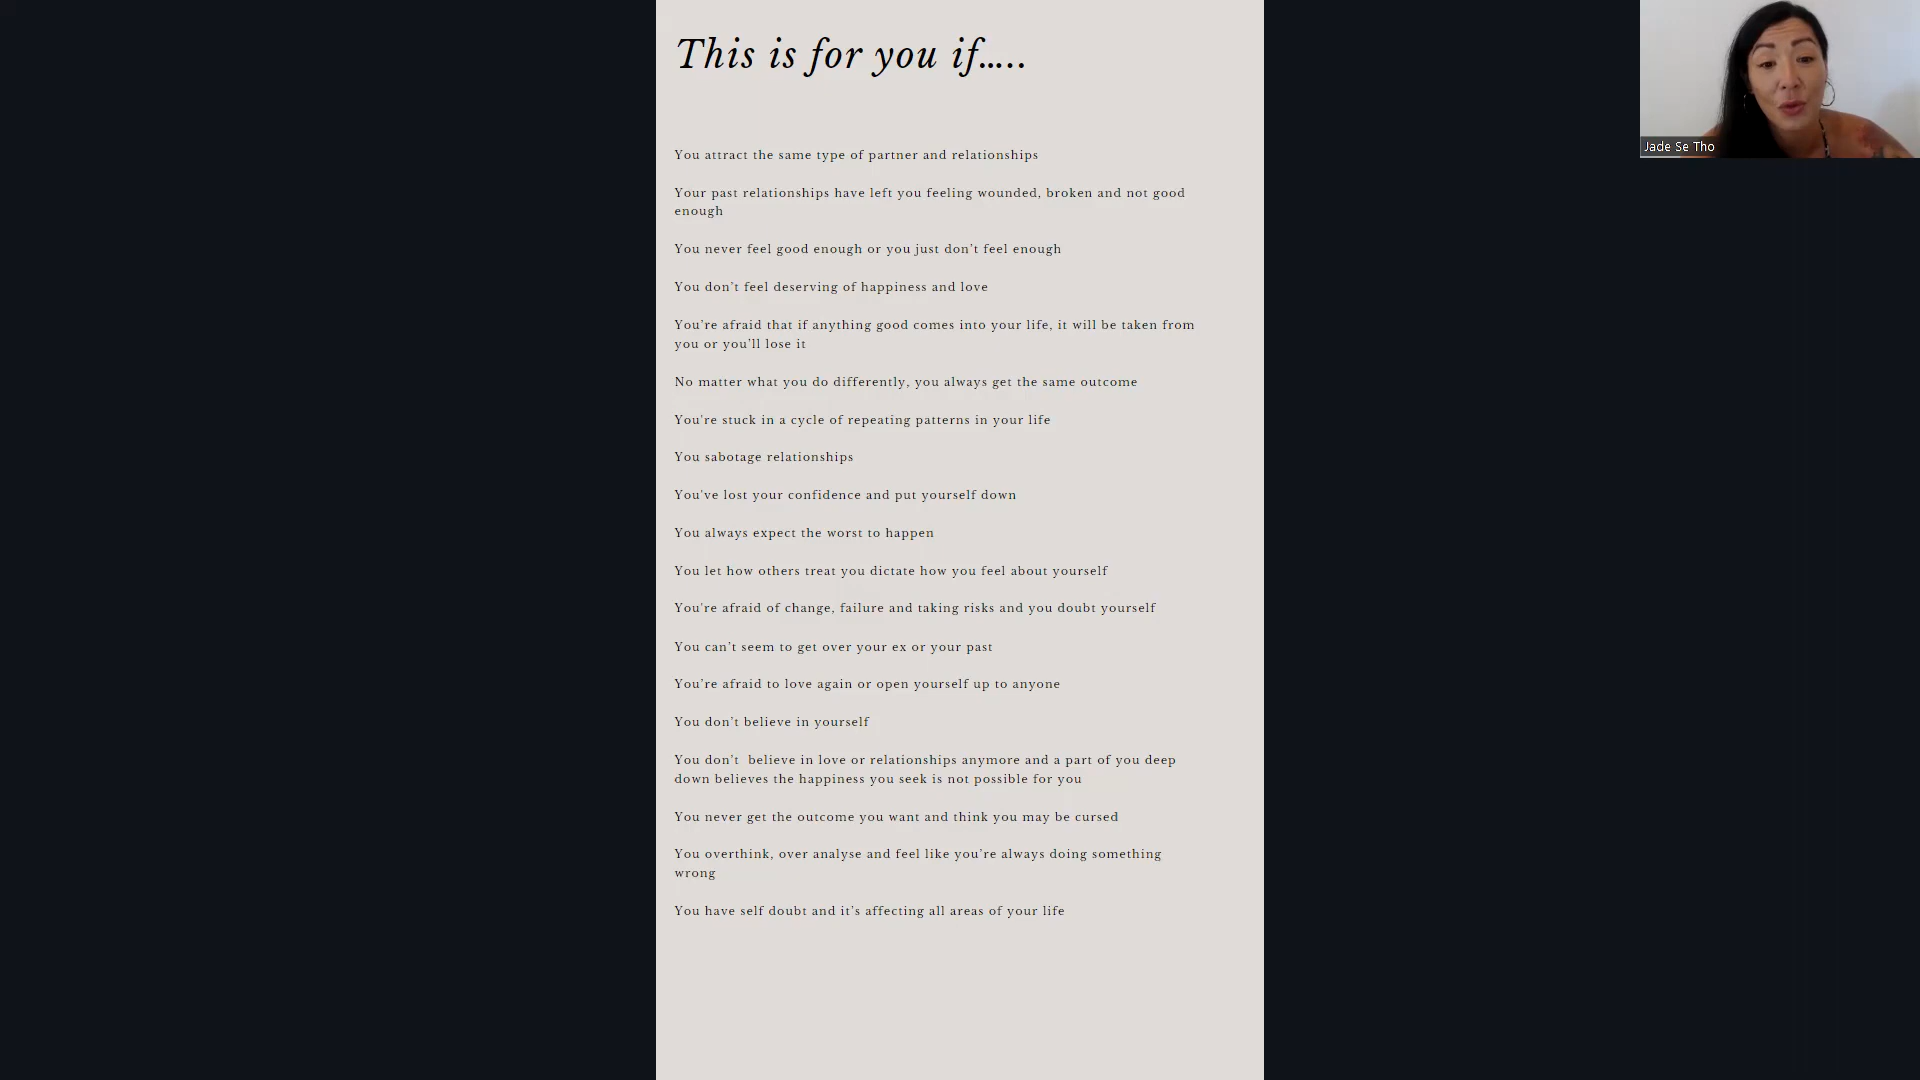 This is for you if.....
You attract the same type of partner and relationships
Your past relationships have left you feeling wounded, broken and not good
enough
You never feel good enough or you just don’t feel enough
You don’t feel deserving of happiness and love
You’re afraid that if anything good comes into your life, it will be taken from
you or you’ll lose it
No matter what you do differently, you always get the same outcome
You’re stuck in a cycle of repeating patterns in your life
You sabotage relationships
You’ve lost your confidence and put yourself down
You always expect the worst to happen
You let how others treat you dictate how you feel about yourself
You’re afraid of change, failure and taking risks and you doubt yourself
You can’t seem to get over your ex or your past
You’re afraid to love again or open yourself up to anyone
You don’t believe in yourself
You don’t  believe in love or relationships anymore and a part of you deep
down believes the happiness you seek is not possible for you
You never get the outcome you want and think you may be cursed
You overthink, over analyse and feel like you’re always doing something
wrong
You have self doubt and it’s affecting all areas of your life
Jade Se Tho